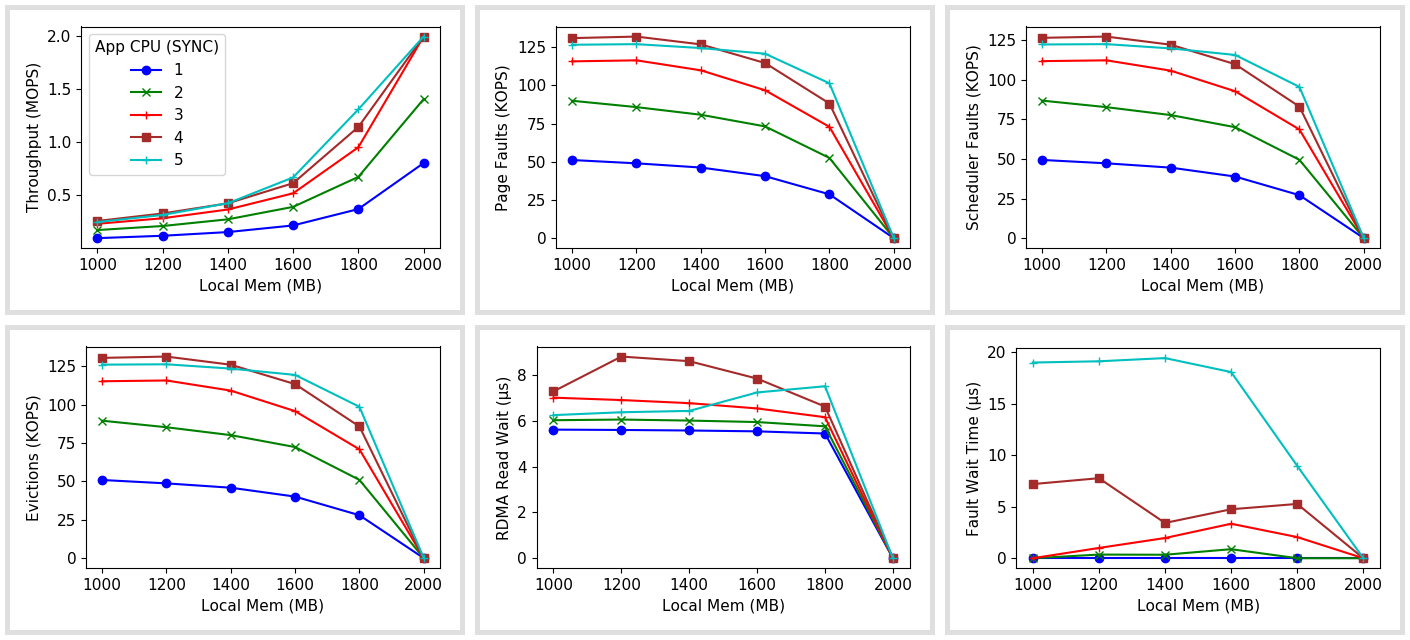 Throughput (MOPS)
2.0
1.5
1.0
0.5
App CPU (SYNC)
1
2
3
4
5
1000 1200 1400 1600 1800 2000
Local Mem (MB)
Page Faults (KOPS)
125
100
75
50
25
0
1000 1200 1400 1600 1800 2000
Local Mem (MB)
Scheduler Faults (KOPS)
125
100
75
50
25
0
1000 1200 1400 1600 1800 2000
Local Mem (MB)
Evictions (KOPS)
125
100
75
50
25
0
1000 1200 1400 1600 1800 2000
Local Mem (MB)
RDMA Read Wait (µs)
8
6
4
2
0
1000 1200 1400 1600 1800 2000
Local Mem (MB)
Fault Wait Time (µs)
20
15
10
5
0
1000 1200 1400 1600 1800 2000
Local Mem (MB)